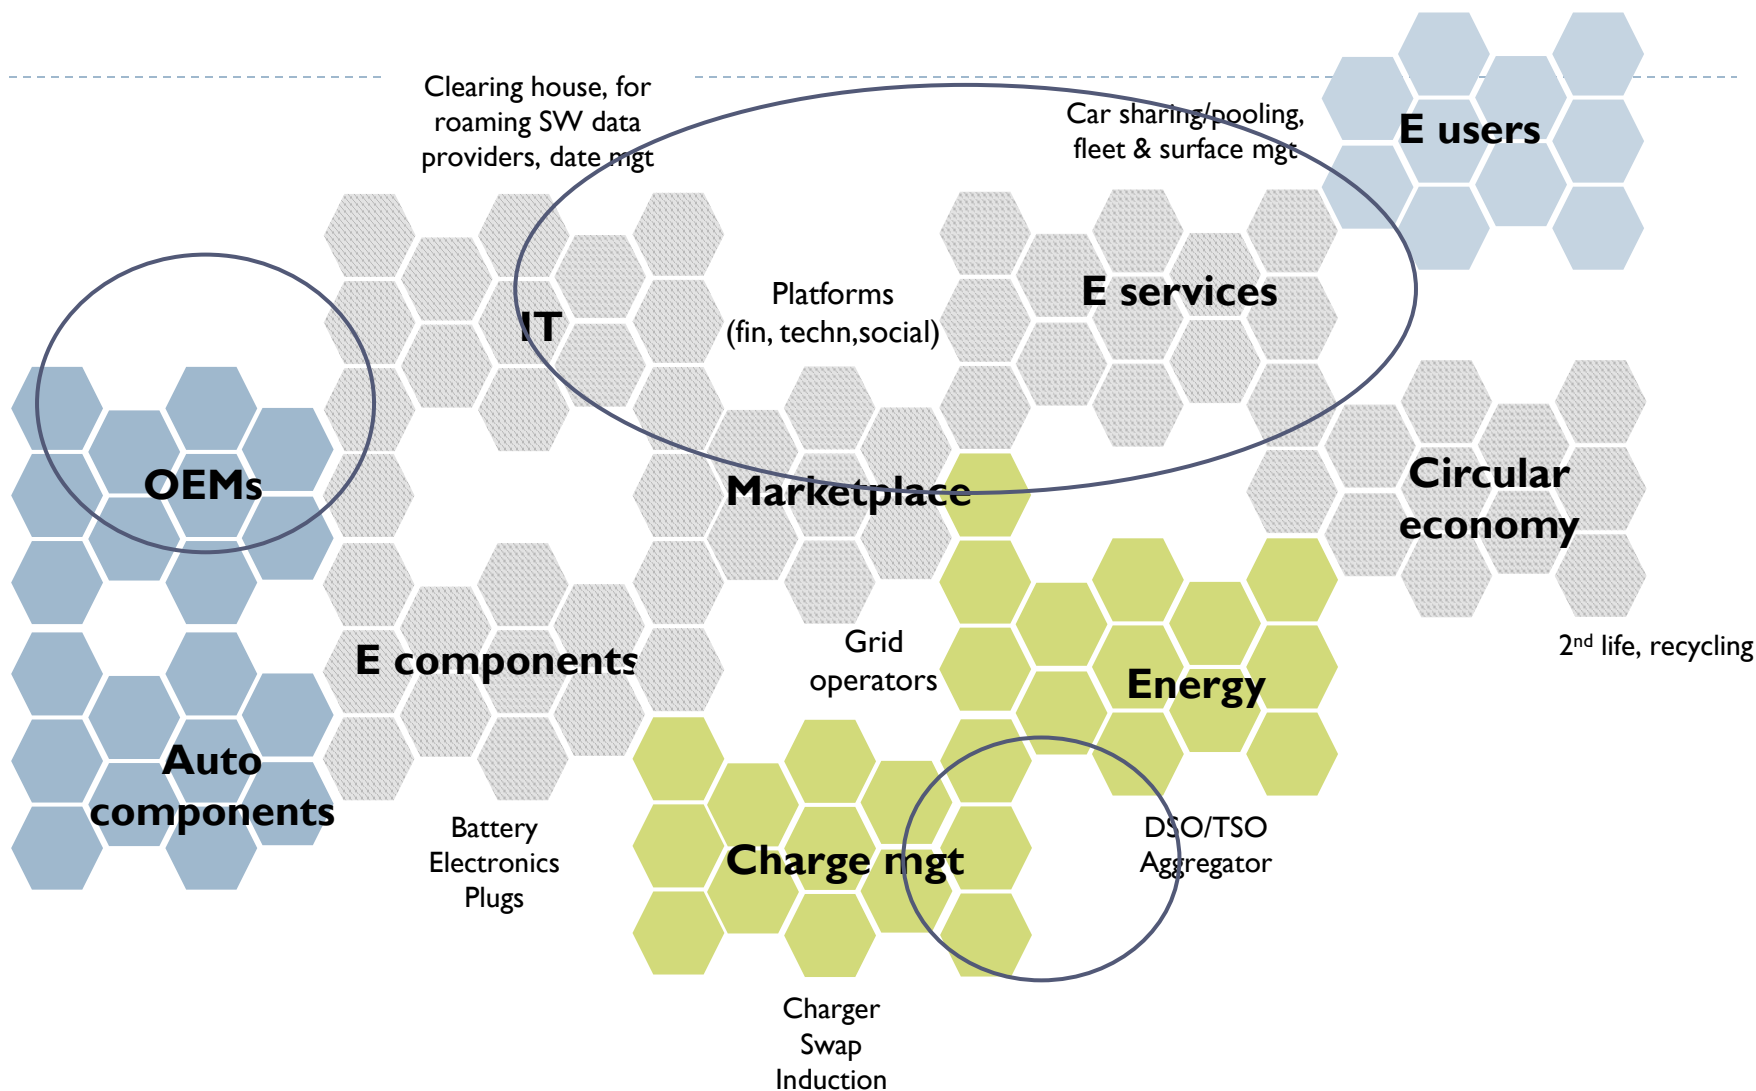 Clearing house, for
roaming SW data
providers, date mgt
Car sharing/pooling,
fleet & surface mgt
E users
IT
Platforms
(fin, techn,social)
E services
OEMs
Marketplace
Circular
economy
E components
Grid
operators
Energy
2nd life, recycling
Auto
components
Battery
Electronics
Plugs
Charge mgt
DSO/TSO
Aggregator
Charger
Swap
Induction